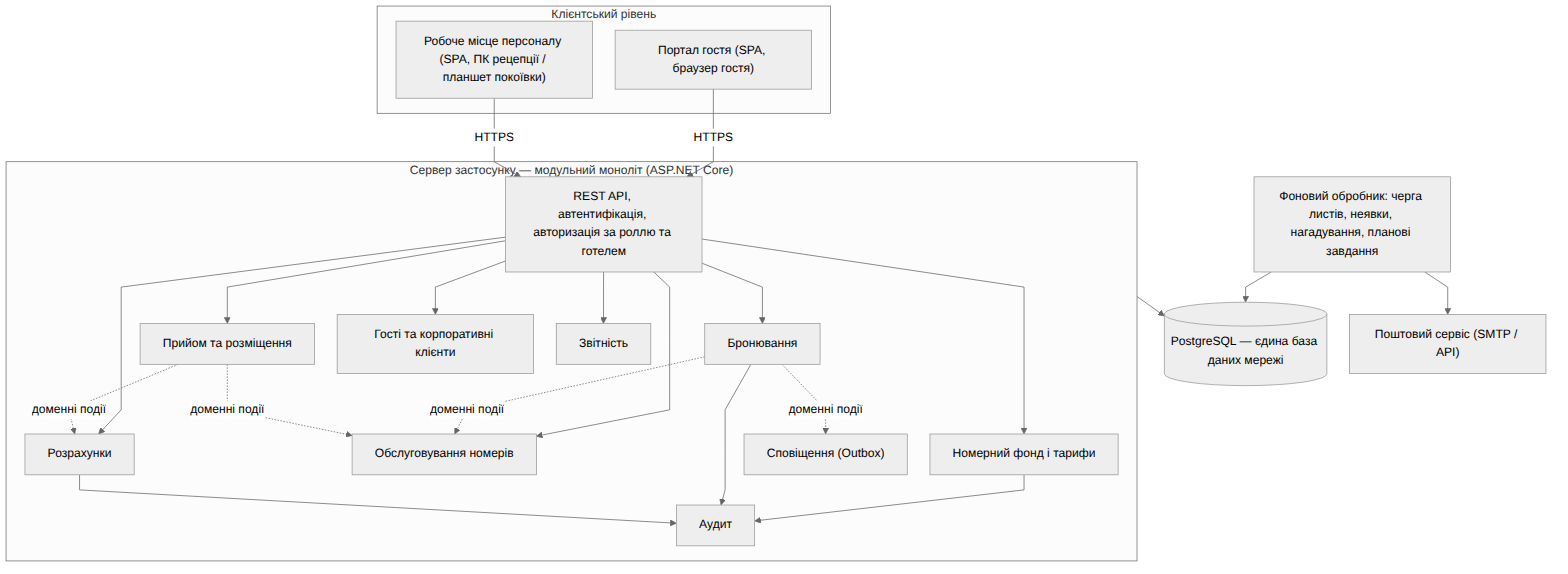 Клієнтський рівень
Робоче місце персоналу
(SPA, ПК рецепції /
планшет покоївки)
Портал гостя (SPA,
браузер гостя)
HTTPS
HTTPS
Сервер застосунку — модульний моноліт (ASP.NET Core)
REST API,
автентифікація,
авторизація за роллю та
готелем
Фоновий обробник: черга
листів, неявки,
нагадування, планові
завдання
Прийом та розміщення
Гості та корпоративні
клієнти
Звітність
Бронювання
PostgreSQL — єдина база
даних мережі
Поштовий сервіс (SMTP /
API)
доменні події
доменні події
доменні події
доменні події
Розрахунки
Обслуговування номерів
Сповіщення (Outbox)
Номерний фонд і тарифи
Аудит